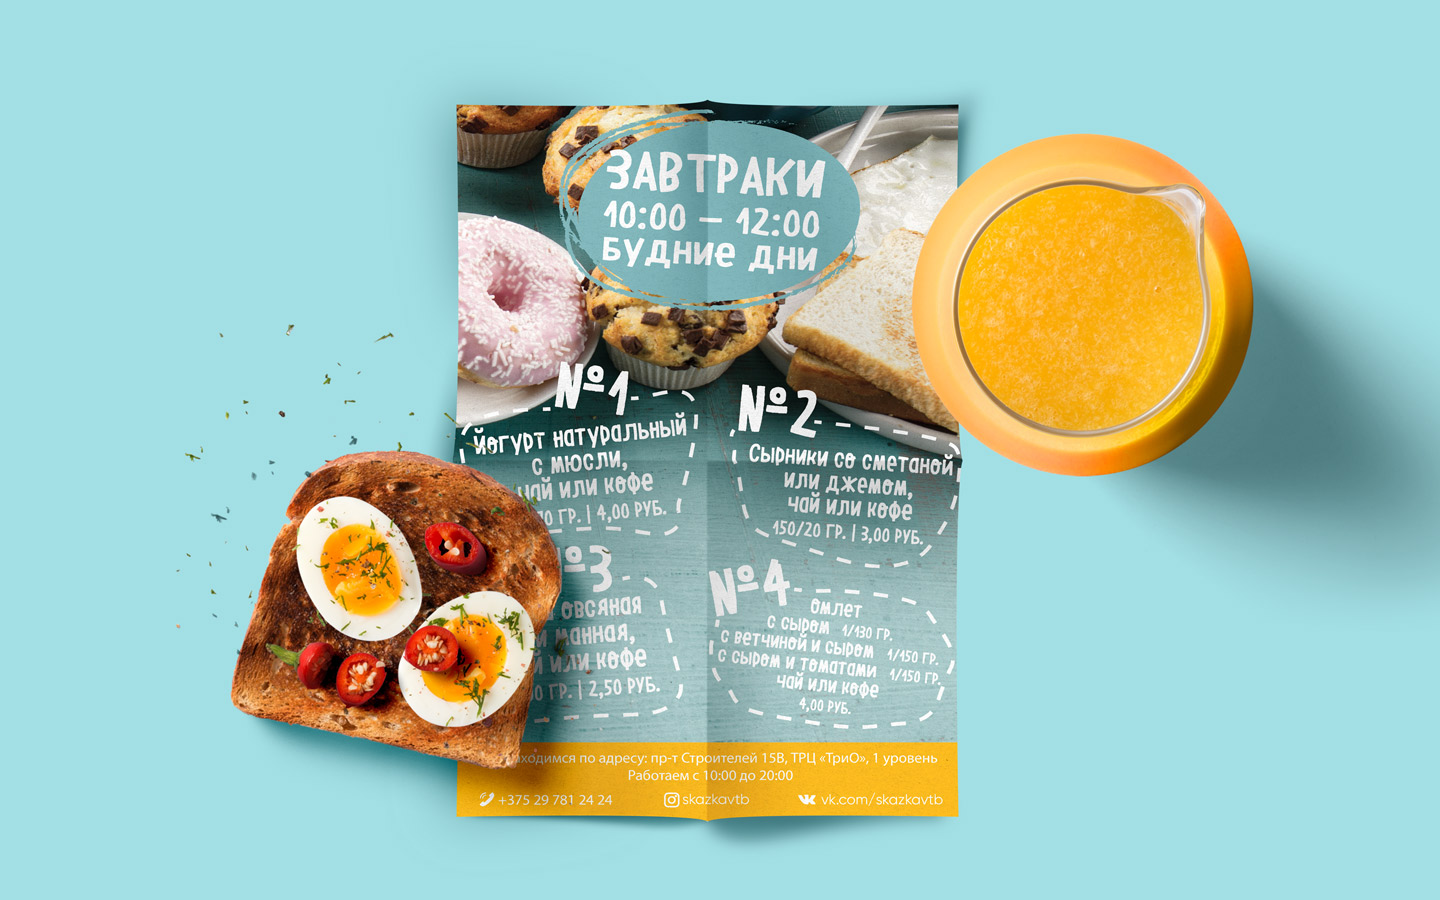 ЗАВТРАКИ
10:00 — 12:00
БУДНИЕ ДНИ
№1
ЙОГУРТ НАТУРАЛЬНЫЙ
С МЮСЛИ,
ЧАЙ ИЛИ КОФЕ
ГР. | 4,00 РУБ.
№2
СЫРНИКИ СО СМЕТАНОЙ
ИЛИ ДЖЕМОМ,
ЧАЙ ИЛИ КОФЕ
150/20 ГР. | 3,00 РУБ.
№3
ОВСЯНАЯ
МАННАЯ,
ИЛИ КОФЕ
ГР. | 2,50 РУБ.
№4
ОМЛЕТ
С СЫРОМ 1/130 ГР.
С ВЕТЧИНОЙ И СЫРОМ 1/150 ГР.
С СЫРОМ И ТОМАТАМИ 1/150 ГР.
ЧАЙ ИЛИ КОФЕ
4,00 РУБ.
по адресу: пр-т Строителей 15В, ТРЦ «ТриО», 1 уровень
Работаем с 10:00 до 20:00
+375 29 781 24 24 skazkavtb vk.com/skazkavtb